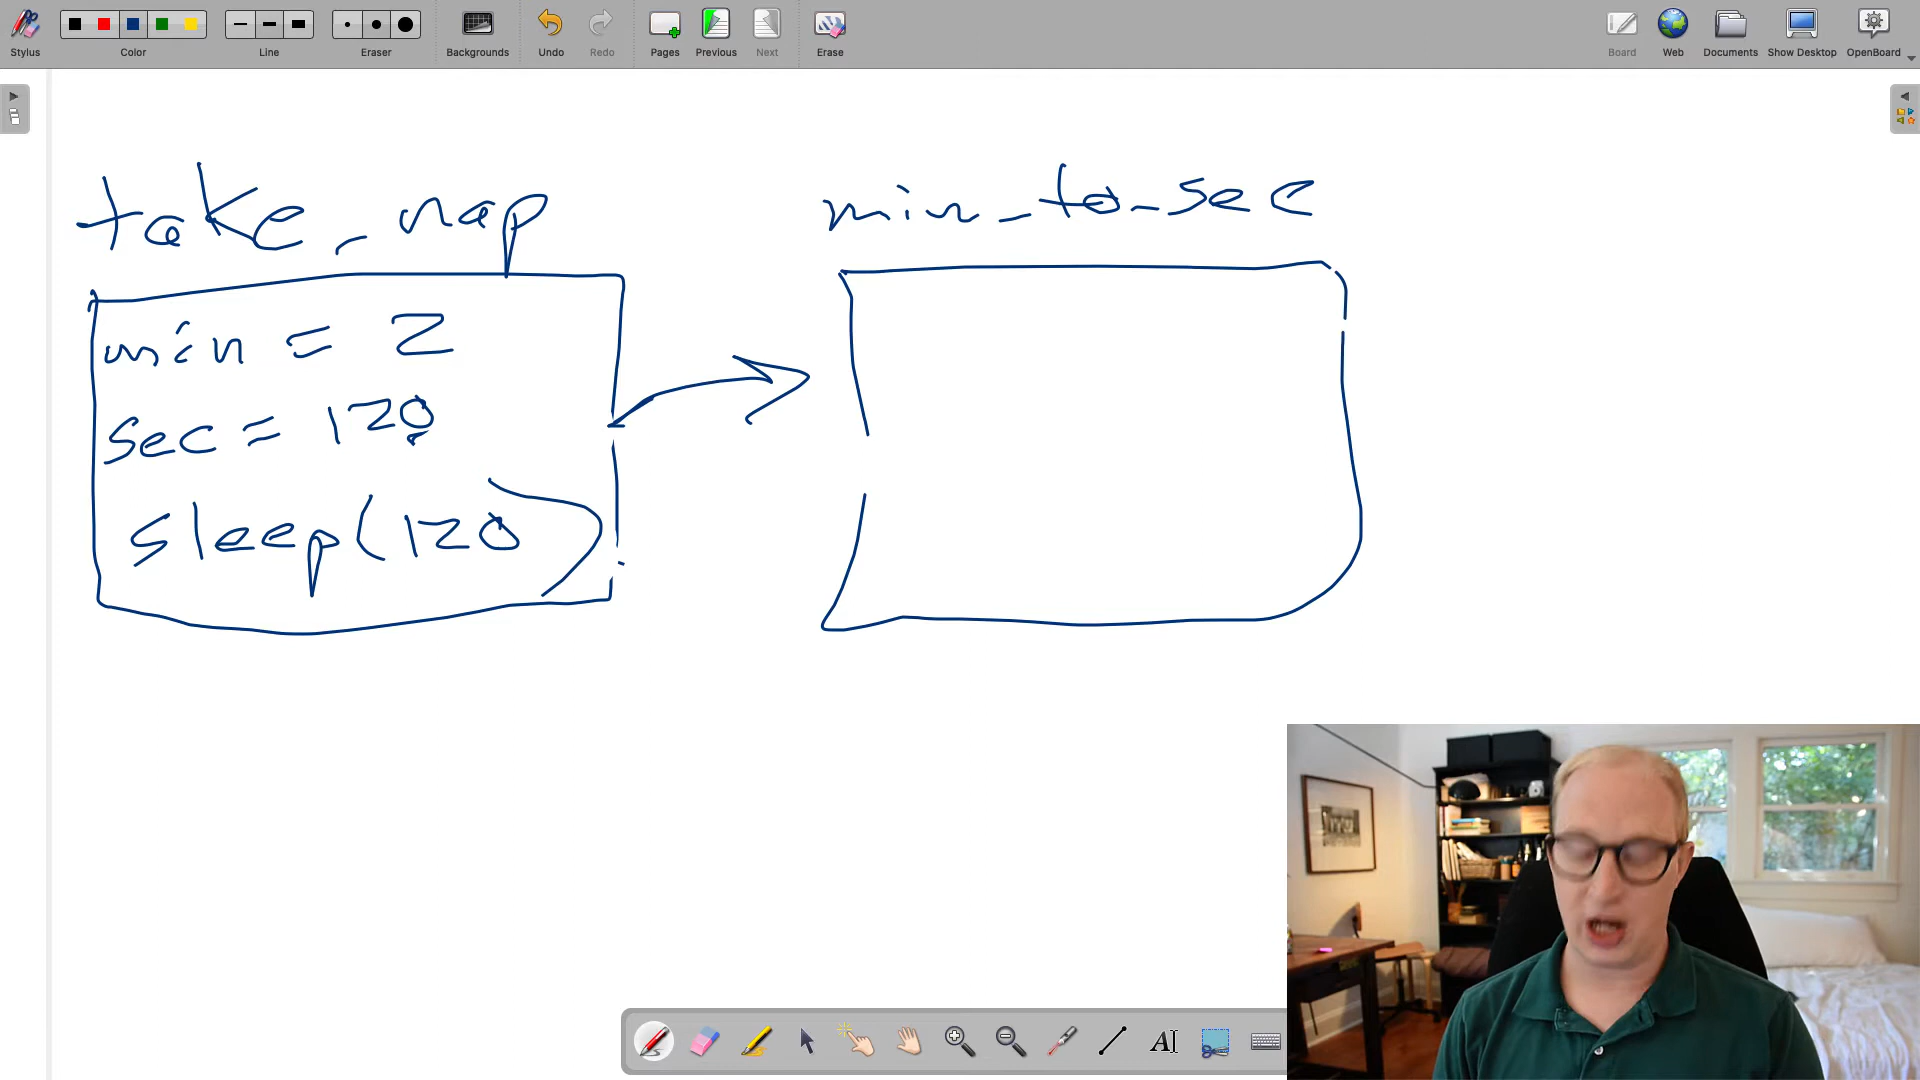 Stylus
Color
Line
Eraser
Backgrounds
Undo
Redo
Pages
Previous
Next
Erase
Board
Web
Documents
Show Desktop
OpenBoard
take_nap
min = 2
sec = 120
sleep(120)
min_to_sec
AI